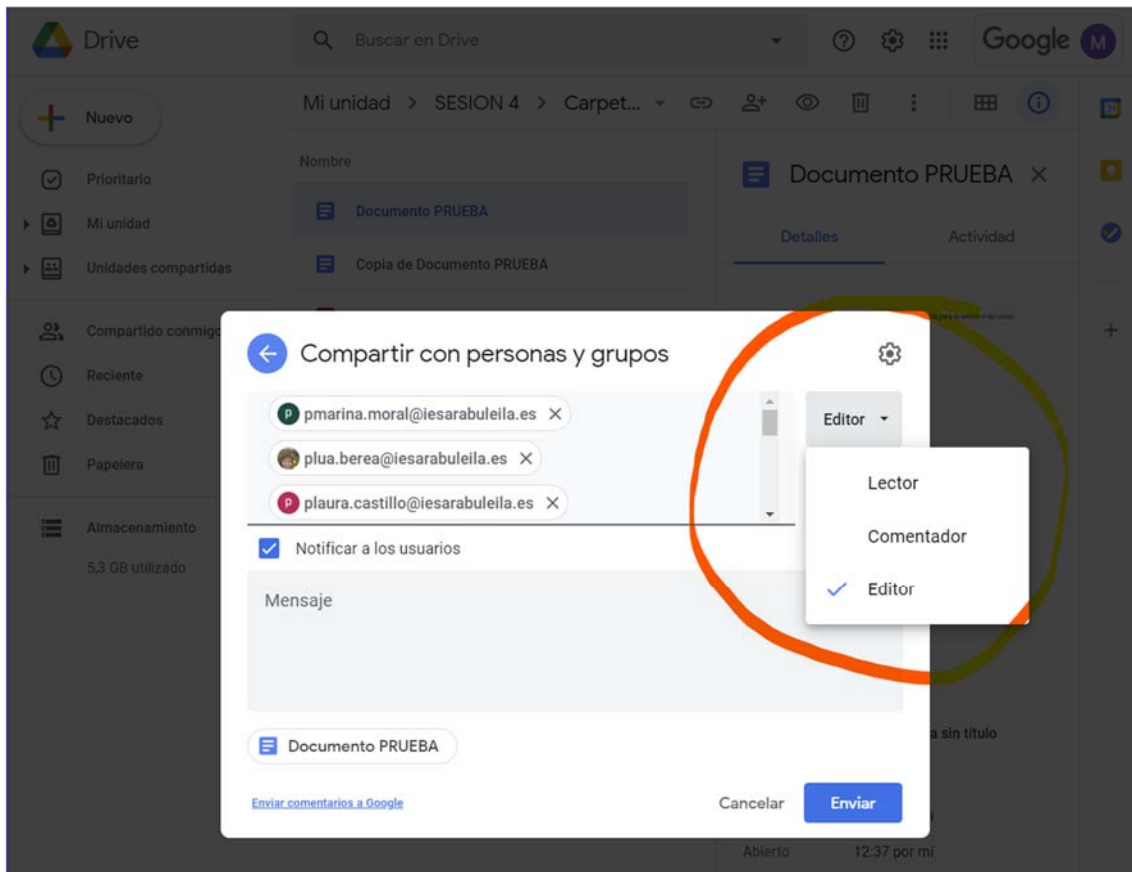 Drive
Buscar en Drive
Google
M
Nuevo
Mi unidad > SESION 4 > Carpet...
Prioritario
Mi unidad
Unidades compartidas
Compartido conmigo
Reciente
Destacados
Papelera
Almacenamiento
5,3 GB utilizado
Nombre
Documento PRUEBA
Copia de Documento PRUEBA
Documento PRUEBA
Detalles
Actividad
Compartir con personas y grupos
P pmarina.moral@iesarabuleila.es
plua.berea@iesarabuleila.es
P plaura.castillo@iesarabuleila.es
Editor
Lector
Comentador
Editor
Notificar a los usuarios
Mensaje
Documento PRUEBA
Enviar comentarios a Google
Cancelar
Enviar
a sin título
Abierto
12:37 por mí